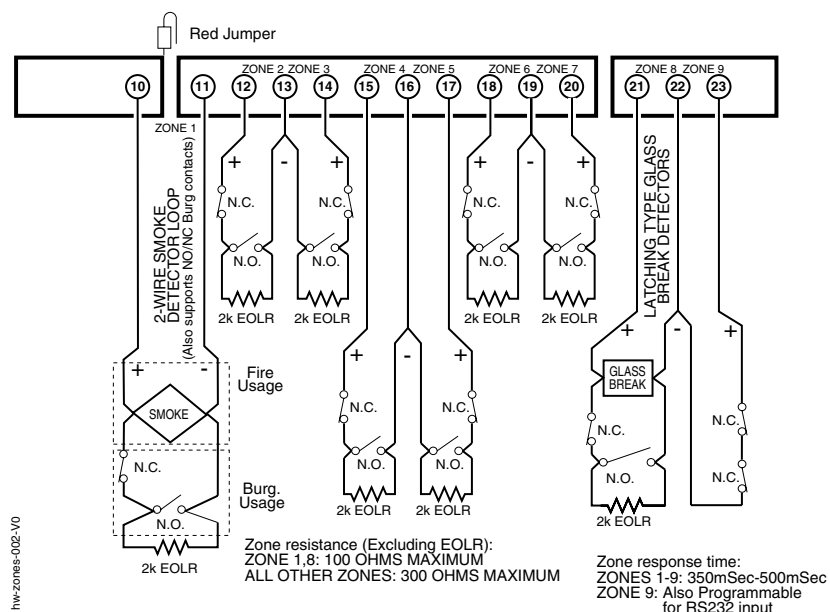 Red Jumper
ZONE 2 ZONE 3
ZONE 4 ZONE 5
ZONE 6 ZONE 7
ZONE 8 ZONE 9
10 11 12 13 14 15 16 17 18 19 20 21 22 23
ZONE 1
2-WIRE SMOKE
DETECTOR LOOP
(Also supports NO/NC Burg contacts)
+ - +
N.C. N.C.
N.O. N.O.
2k EOLR 2k EOLR
+ - +
N.C. N.C.
N.O. N.O.
2k EOLR 2k EOLR
LATCHING TYPE GLASS
BREAK DETECTORS
+ -
Fire
Usage
SMOKE
N.C.
Burg.
Usage
N.O.
2k EOLR
+ - +
N.C. N.C.
N.O. N.O.
2k EOLR 2k EOLR
+ -
GLASS
BREAK
N.C.
N.O.
2k EOLR
N.C.
N.C.
Zone resistance (Excluding EOLR):
ZONE 1,8: 100 OHMS MAXIMUM
ALL OTHER ZONES: 300 OHMS MAXIMUM
Zone response time:
ZONES 1-9: 350mSec-500mSec
ZONE 9: Also Programmable
for RS232 input
hw-zones-002-V0